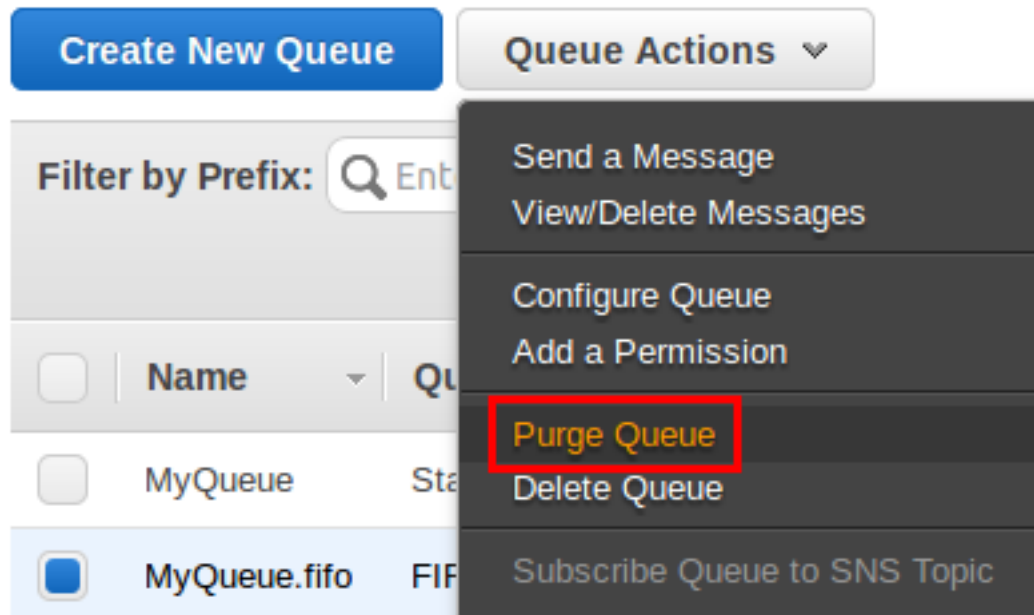 Create New Queue
Queue Actions
Filter by Prefix:
Send a Message
View/Delete Messages
Configure Queue
Add a Permission
Name
Purge Queue
MyQueue
Delete Queue
MyQueue.fifo
Subscribe Queue to SNS Topic